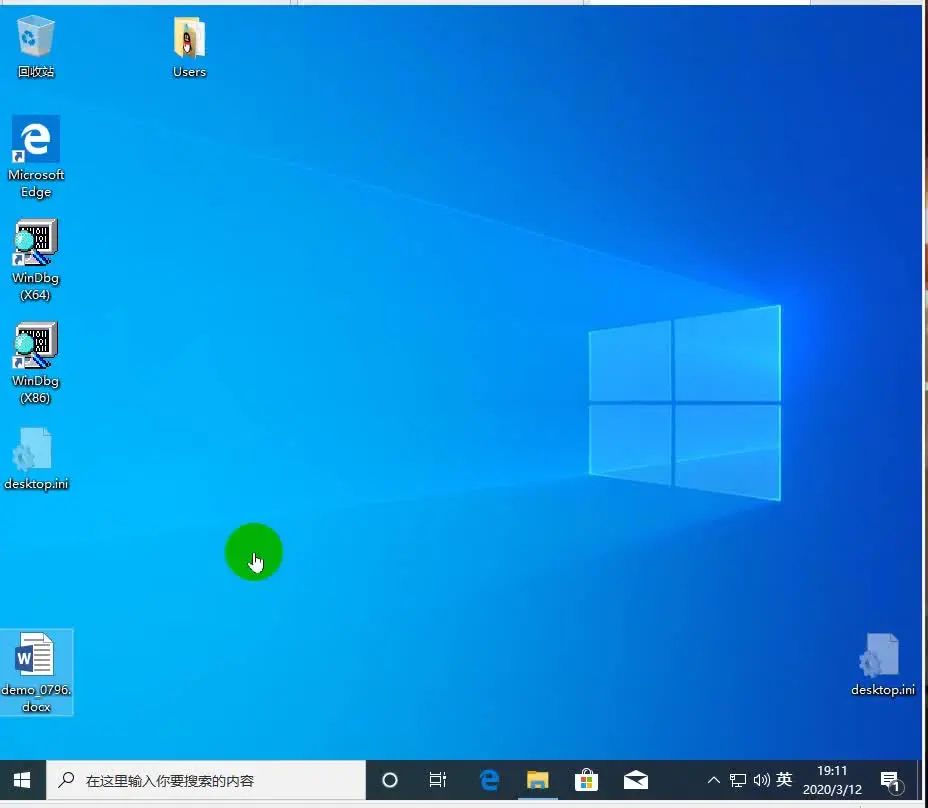 回收站
Users
Microsoft
Edge
WinDbg
(X64)
WinDbg
(X86)
desktop.ini
demo_0796.
docx
desktop.ini
在这里输入你要搜索的内容
英
19:11
2020/3/12
1